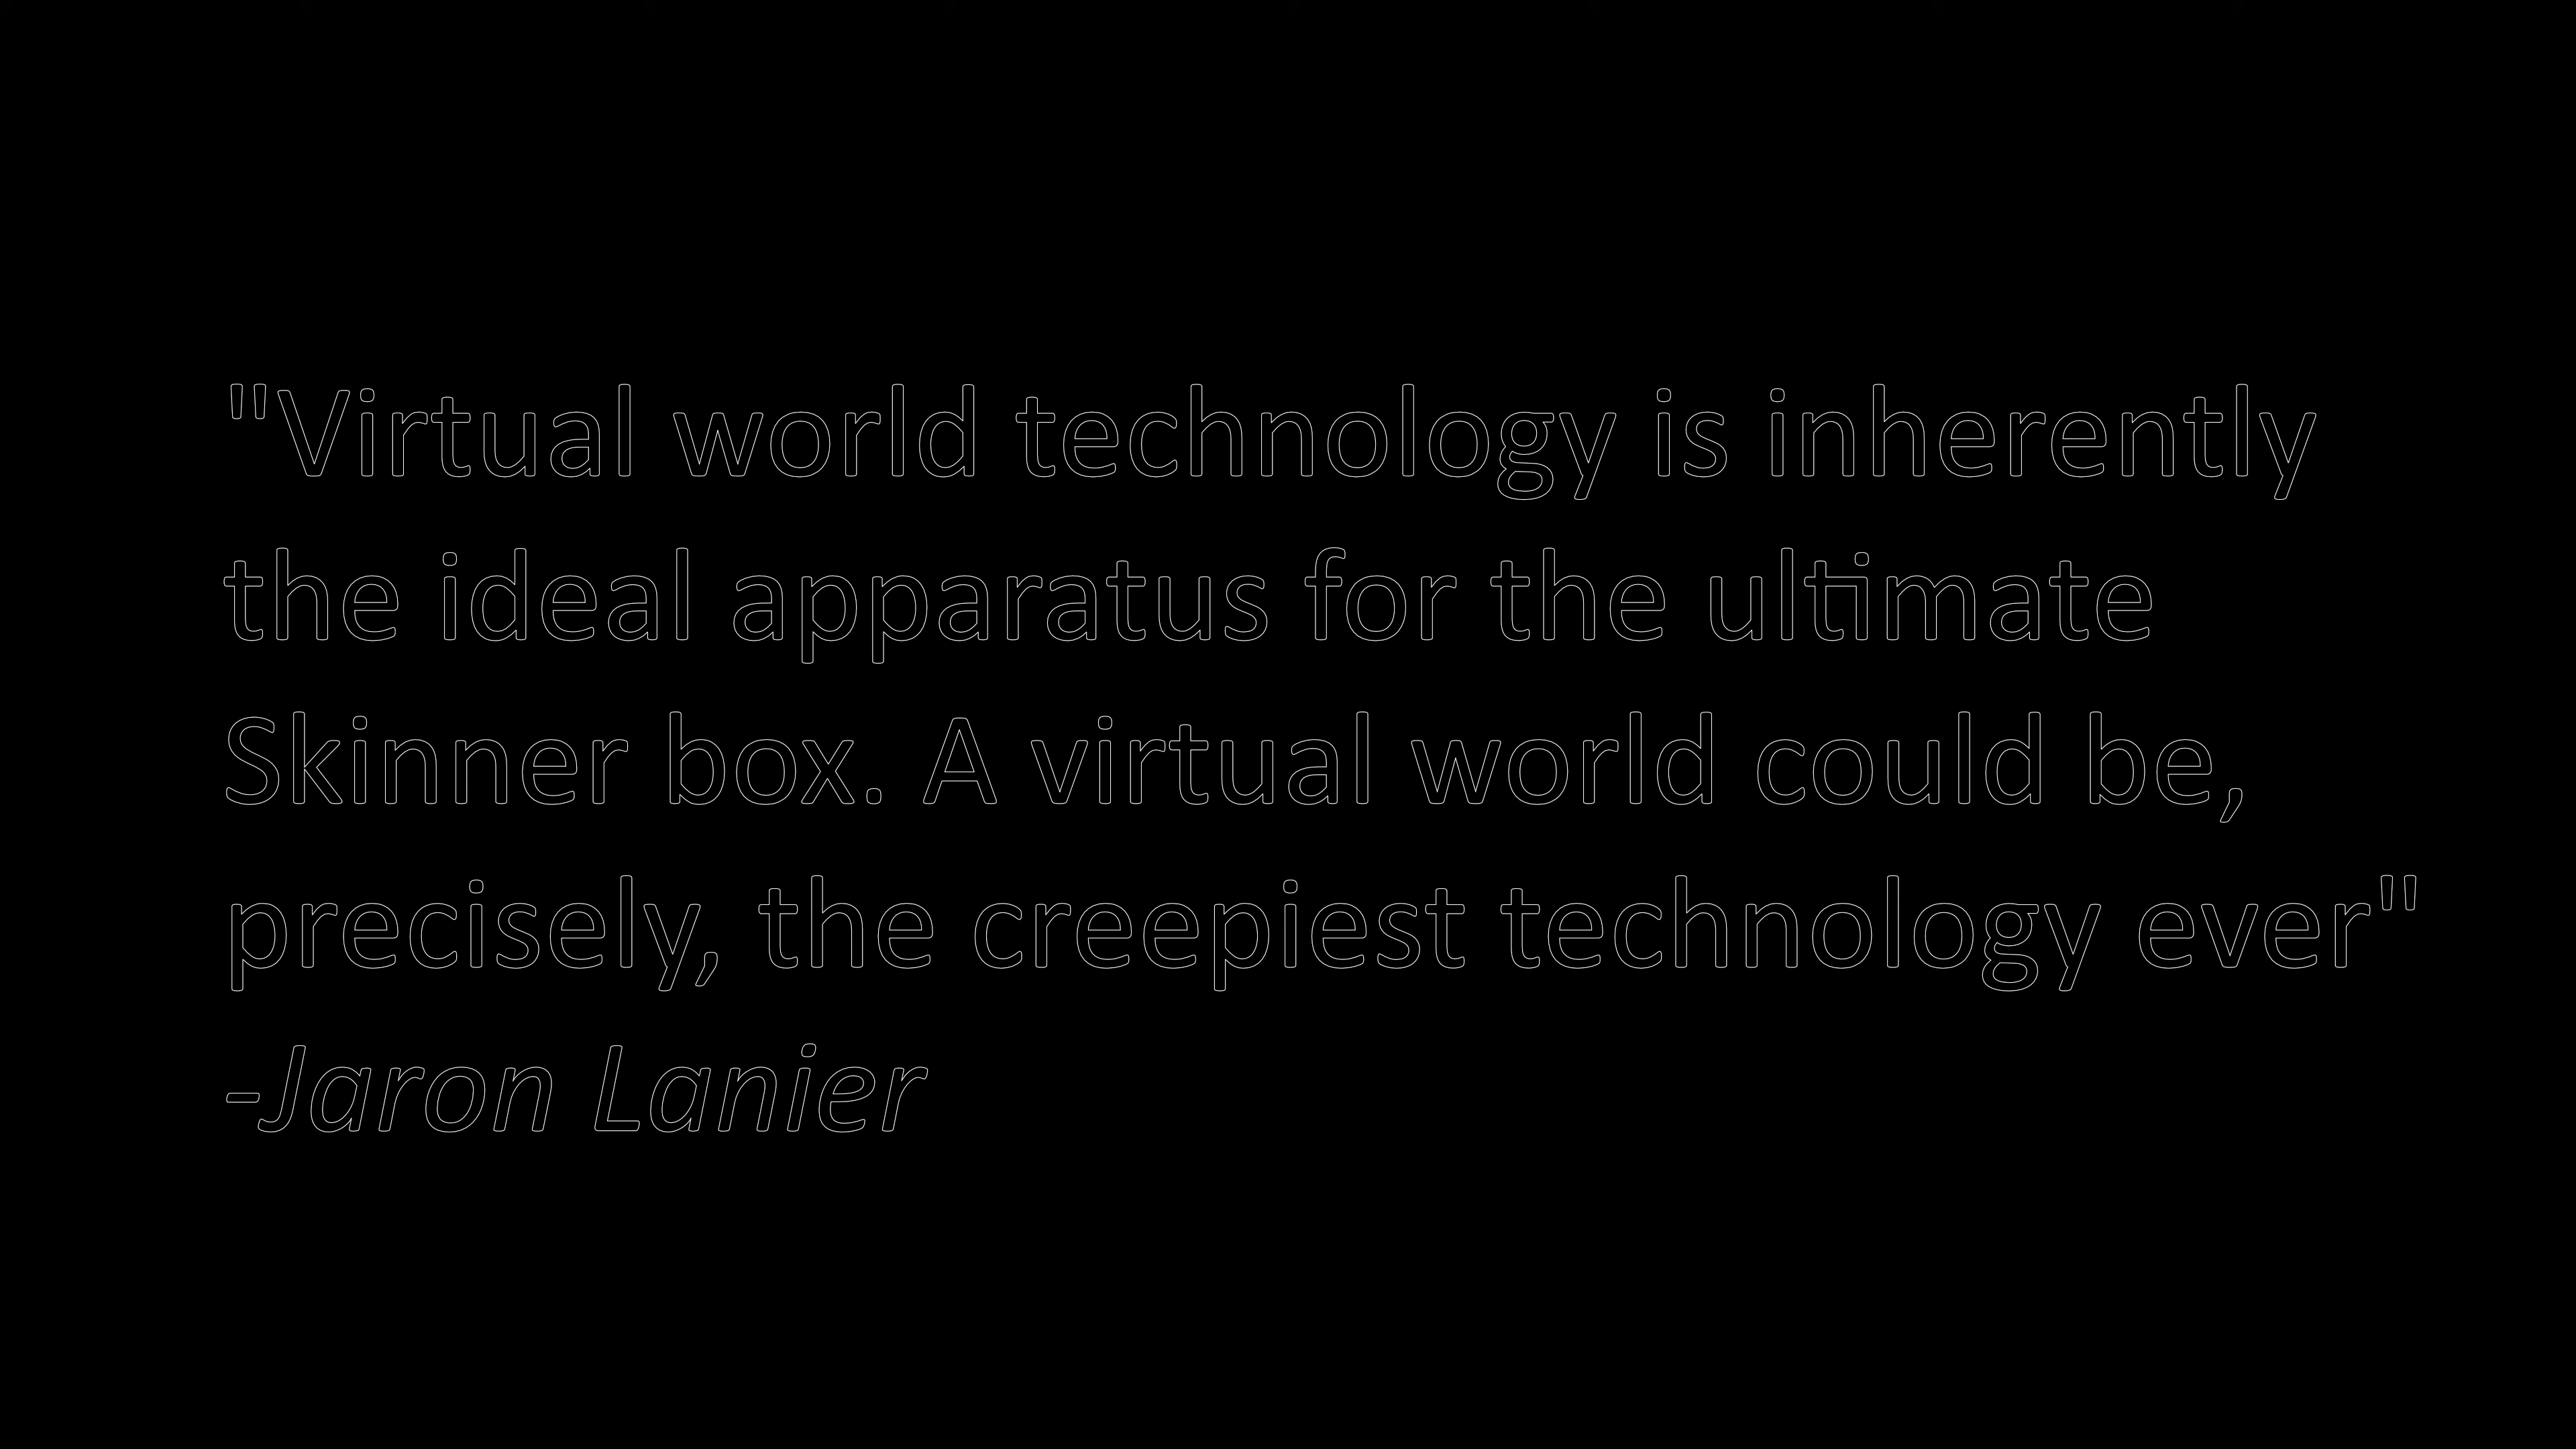 "Virtual world technology is inherently
the ideal apparatus for the ultimate
Skinner box. A virtual world could be,
precisely, the creepiest technology ever"
-Jaron Lanier